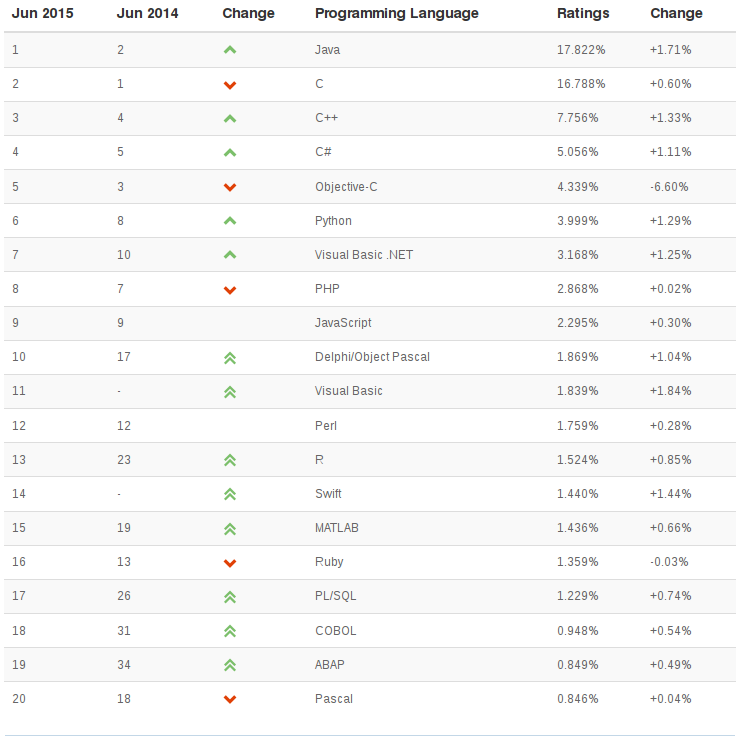 Jun 2015 Jun 2014 Change Programming Language Ratings Change
1 2 Java 17.822% +1.71%
2 1 C 16.788% +0.60%
3 4 C++ 7.756% +1.33%
4 5 C# 5.056% +1.11%
5 3 Objective-C 4.339% -6.60%
6 8 Python 3.999% +1.29%
7 10 Visual Basic .NET 3.168% +1.25%
8 7 PHP 2.868% +0.02%
9 9 JavaScript 2.295% +0.30%
10 17 Delphi/Object Pascal 1.869% +1.04%
11 - Visual Basic 1.839% +1.84%
12 12 Perl 1.759% +0.28%
13 23 R 1.524% +0.85%
14 - Swift 1.440% +1.44%
15 19 MATLAB 1.436% +0.66%
16 13 Ruby 1.359% -0.03%
17 26 PL/SQL 1.229% +0.74%
18 31 COBOL 0.948% +0.54%
19 34 ABAP 0.849% +0.49%
20 18 Pascal 0.846% +0.04%